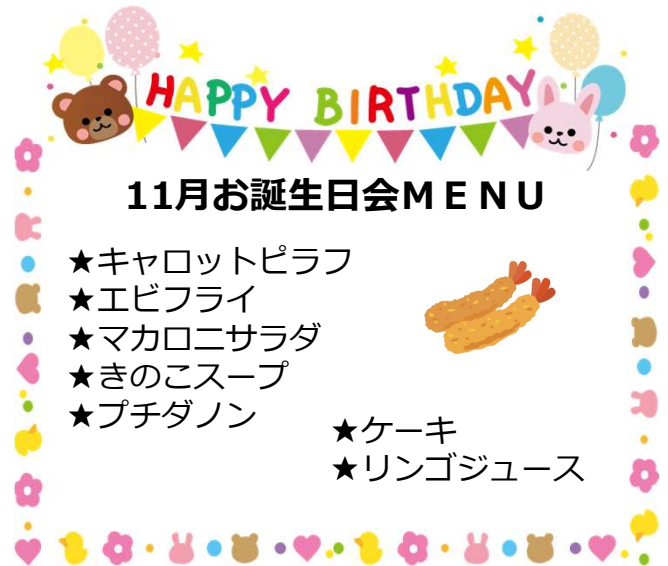 HAPPY BIRTHDAY
11月お誕生日会ＭＥＮＵ
★キャロットピラフ
★エビフライ
★マカロニサラダ
★きのこスープ
★プチダノン
★ケーキ
★リンゴジュース